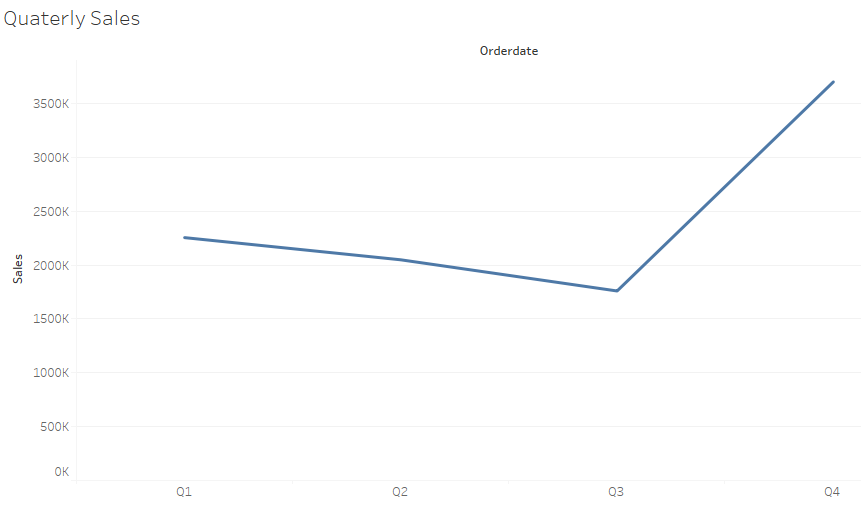 Quaterly Sales
Orderdate
3500K
3000K
2500K
2000K
1500K
1000K
500K
0K
Sales
Q1 Q2 Q3 Q4